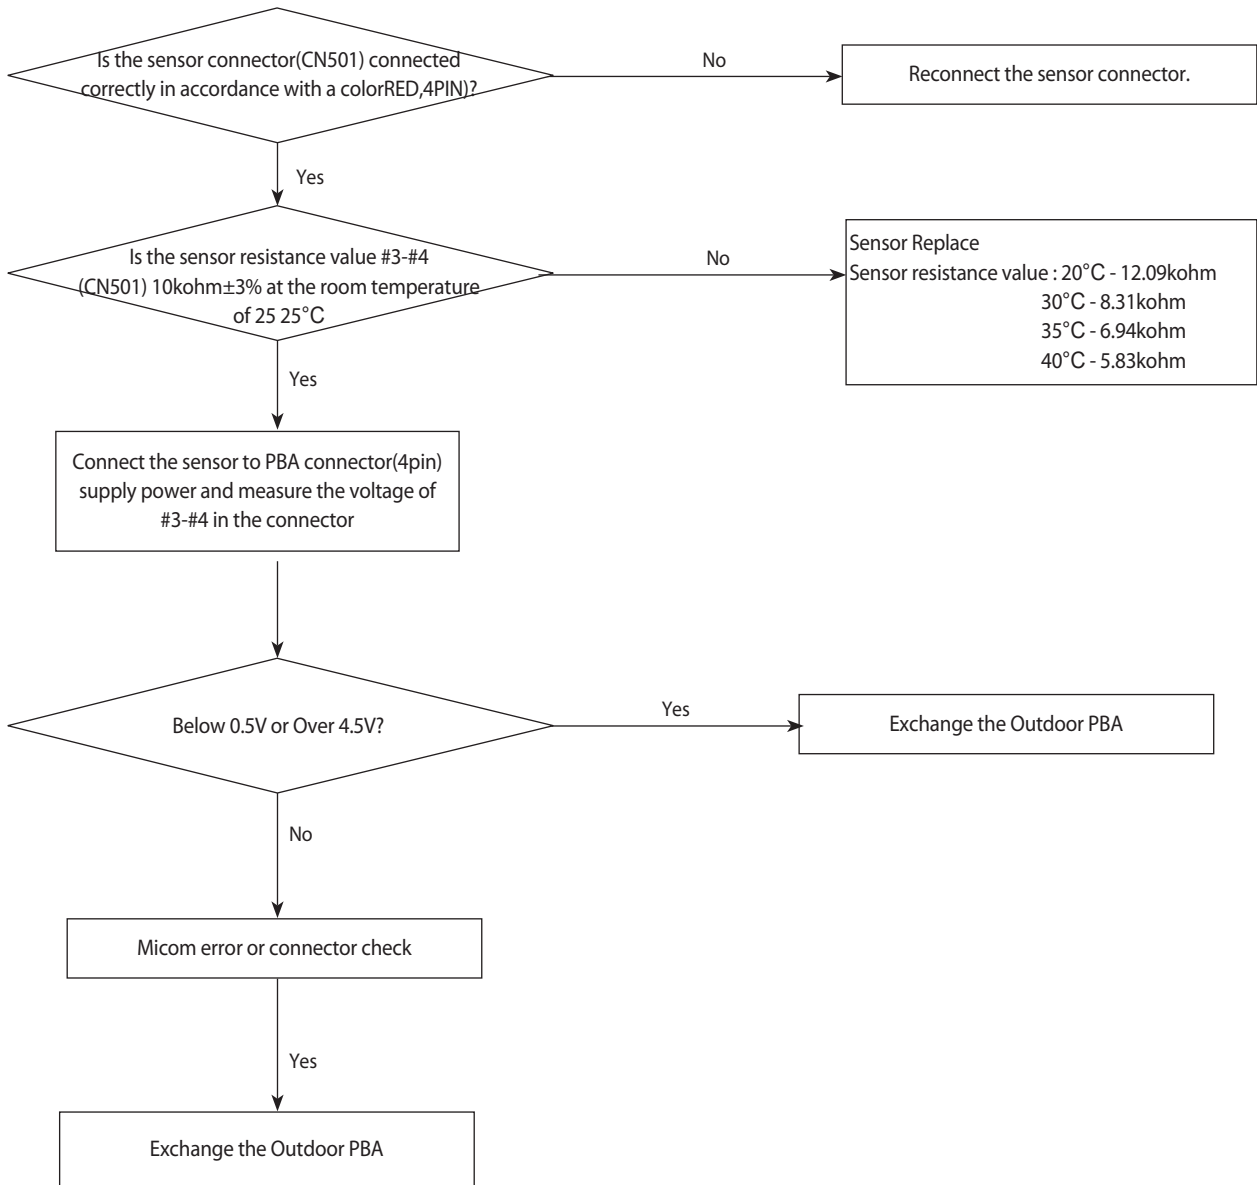 Is the sensor connector(CN501) connected
correctly in accordance with a colorRED,4PIN)?
No
Reconnect the sensor connector.
Yes
Is the sensor resistance value #3-#4
(CN501) 10kohm±3% at the room temperature
of 25 25°C
No
Sensor Replace
Sensor resistance value : 20°C - 12.09kohm
30°C - 8.31kohm
35°C - 6.94kohm
40°C - 5.83kohm
Yes
Connect the sensor to PBA connector(4pin)
supply power and measure the voltage of
#3-#4 in the connector
Below 0.5V or Over 4.5V?
Yes
Exchange the Outdoor PBA
No
Micom error or connector check
Yes
Exchange the Outdoor PBA